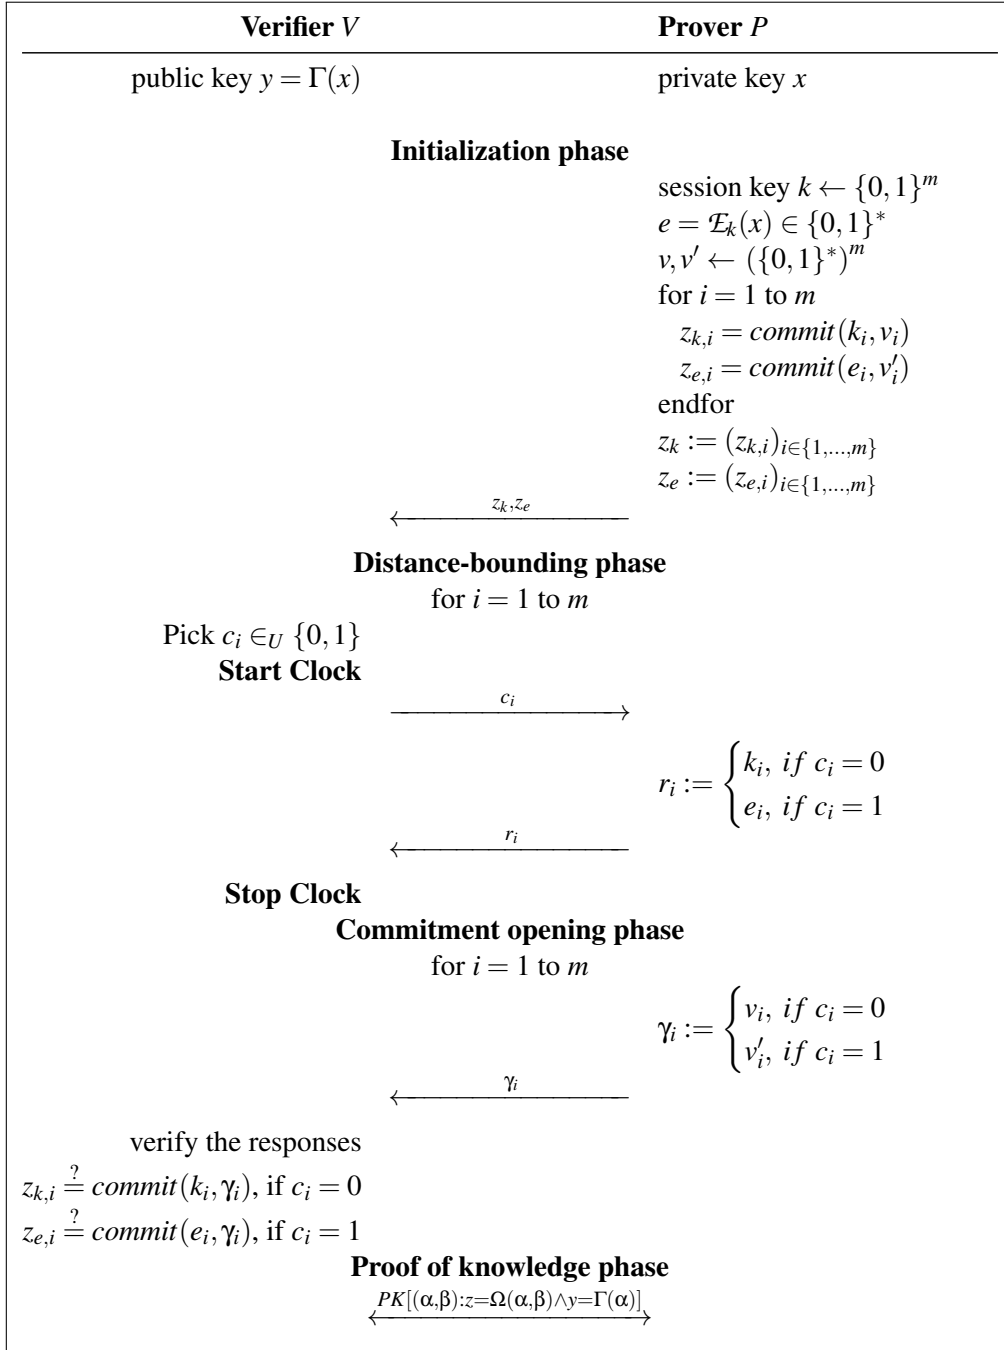 Verifier V Prover P
public key y = Γ(x) private key x
Initialization phase
session key k ← {0,1}^m
e = ℰ_k(x) ∈ {0,1}^*
v,v′ ← ({0,1}^*)^m
for i = 1 to m
z_{k,i} = commit(k_i,v_i)
z_{e,i} = commit(e_i,v′_i)
endfor
z_k := (z_{k,i})_{i∈{1,...,m}}
z_e := (z_{e,i})_{i∈{1,...,m}}
z_k,z_e
←
Distance-bounding phase
for i = 1 to m
Pick c_i ∈_U {0,1}
Start Clock
c_i
→
r_i := { k_i, if c_i = 0
e_i, if c_i = 1
r_i
←
Stop Clock
Commitment opening phase
for i = 1 to m
γ_i := { v_i, if c_i = 0
v′_i, if c_i = 1
γ_i
←
verify the responses
z_{k,i} ≟ commit(k_i,γ_i), if c_i = 0
z_{e,i} ≟ commit(e_i,γ_i), if c_i = 1
Proof of knowledge phase
PK[(α,β):z=Ω(α,β)∧y=Γ(α)]
↔